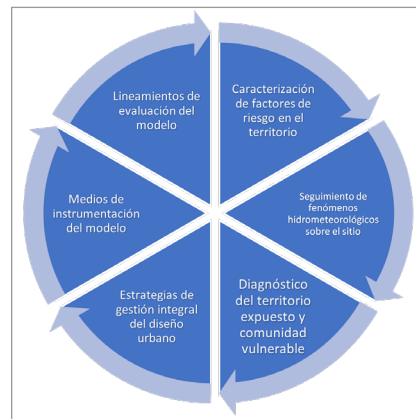 Caracterización
de factores de
riesgo en el
territorio
Seguimiento de
fenómenos
hidrometeorológicos
sobre el sitio
Diagnóstico
del territorio
expuesto y
comunidad
vulnerable
Estrategias de
gestión integral
del diseño
urbano
Medios de
instrumentación
del modelo
Lineamientos de
evaluación del
modelo